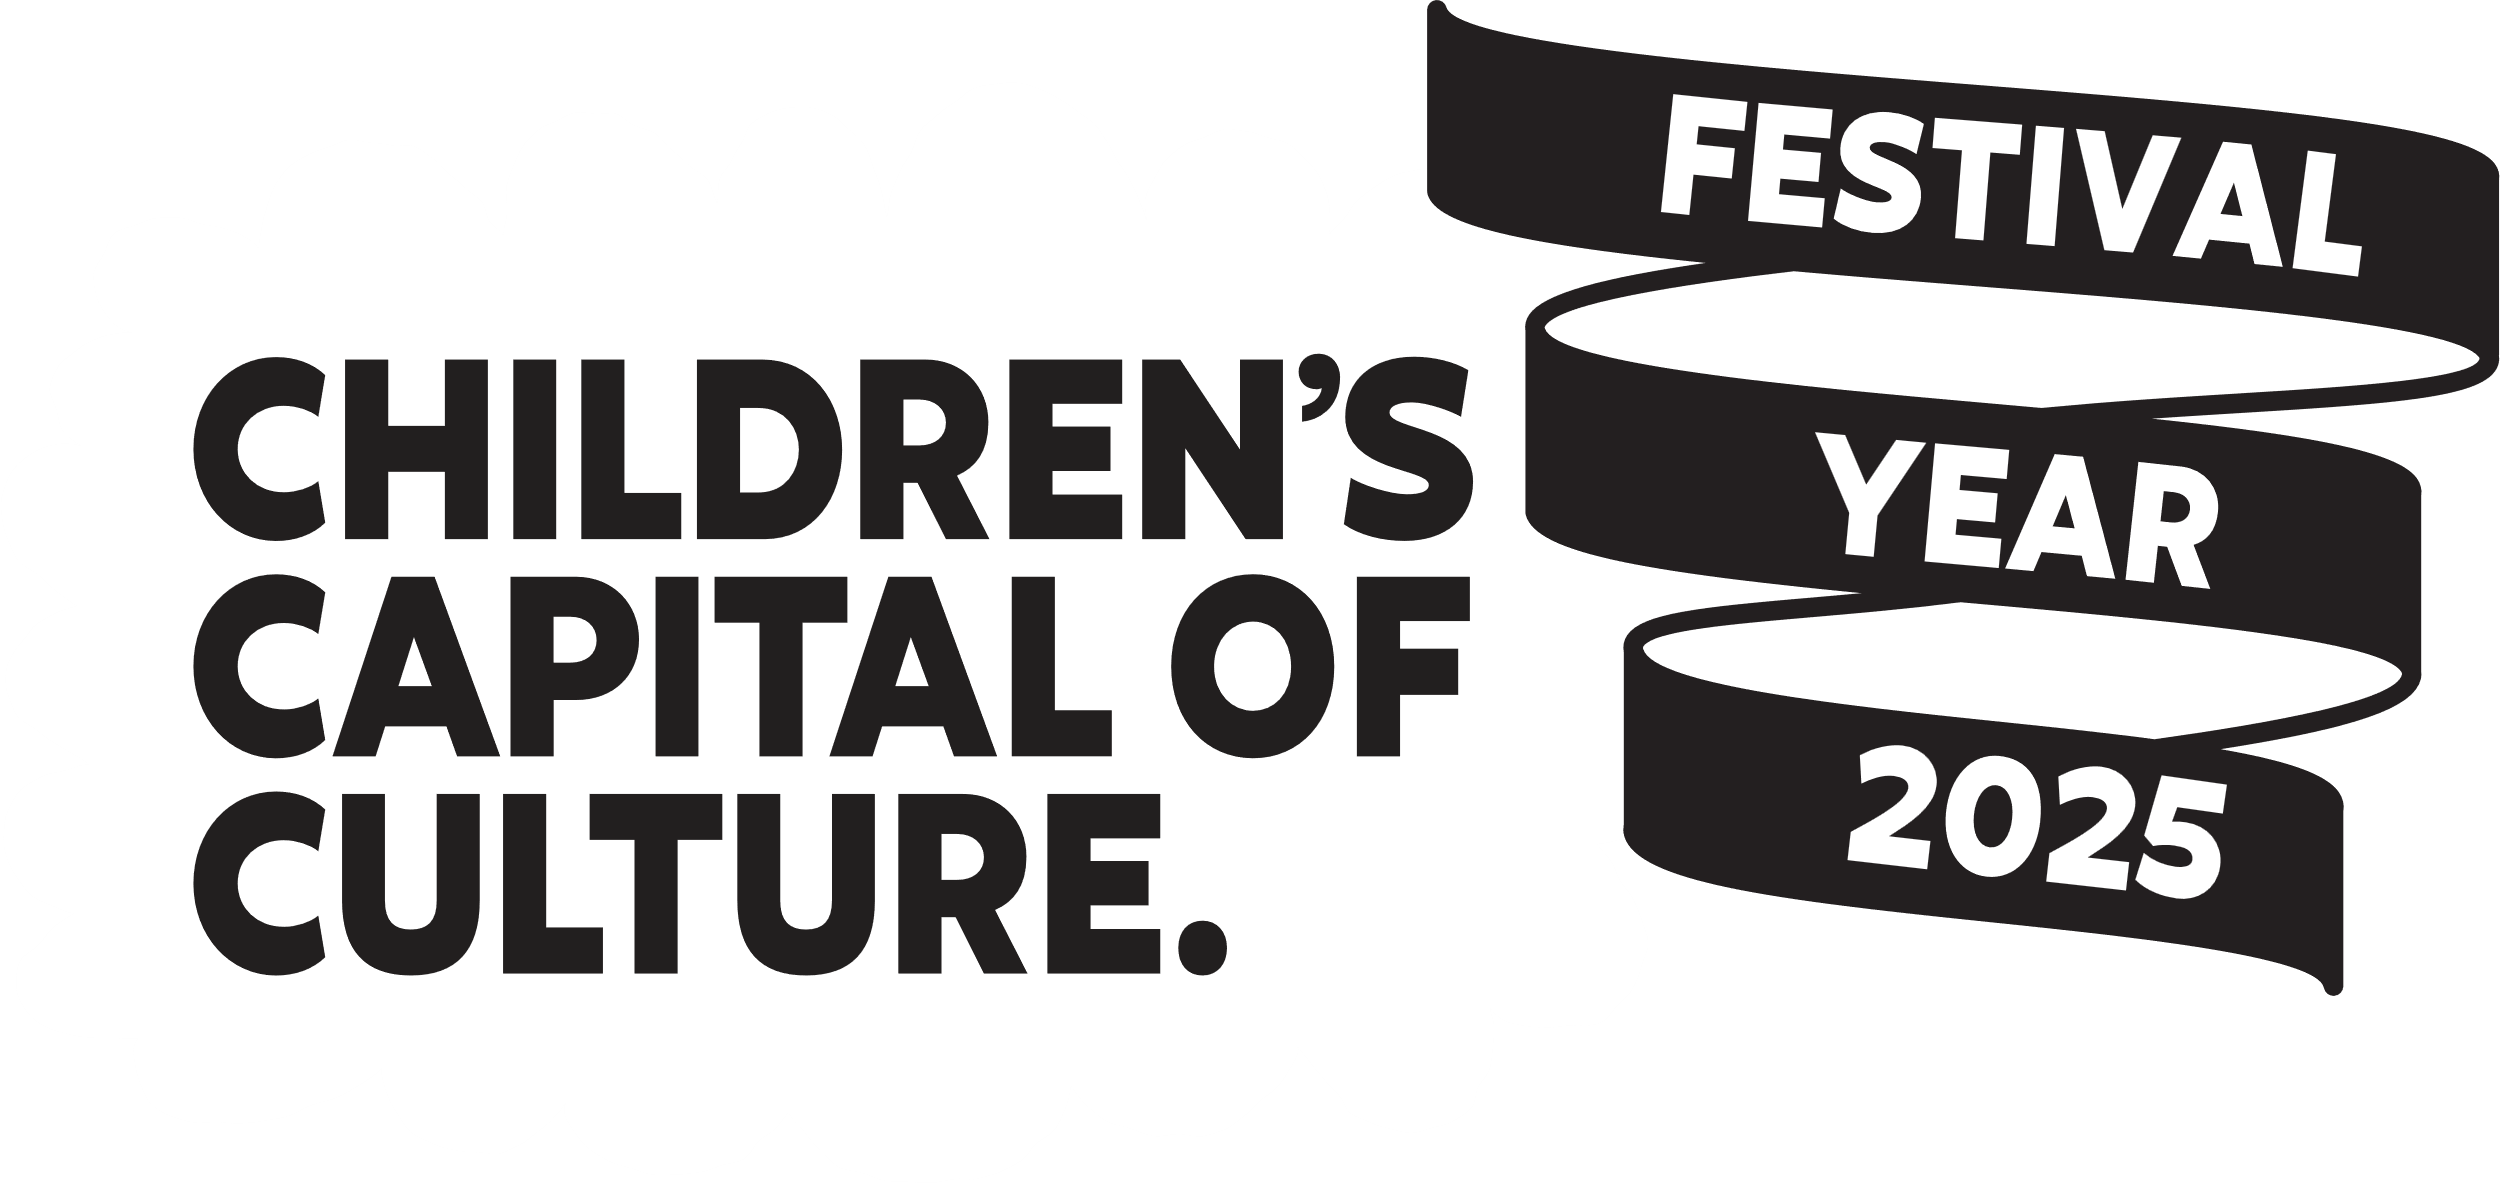 CHILDREN’S
CAPITAL OF
CULTURE.
FESTIVAL
YEAR
2025